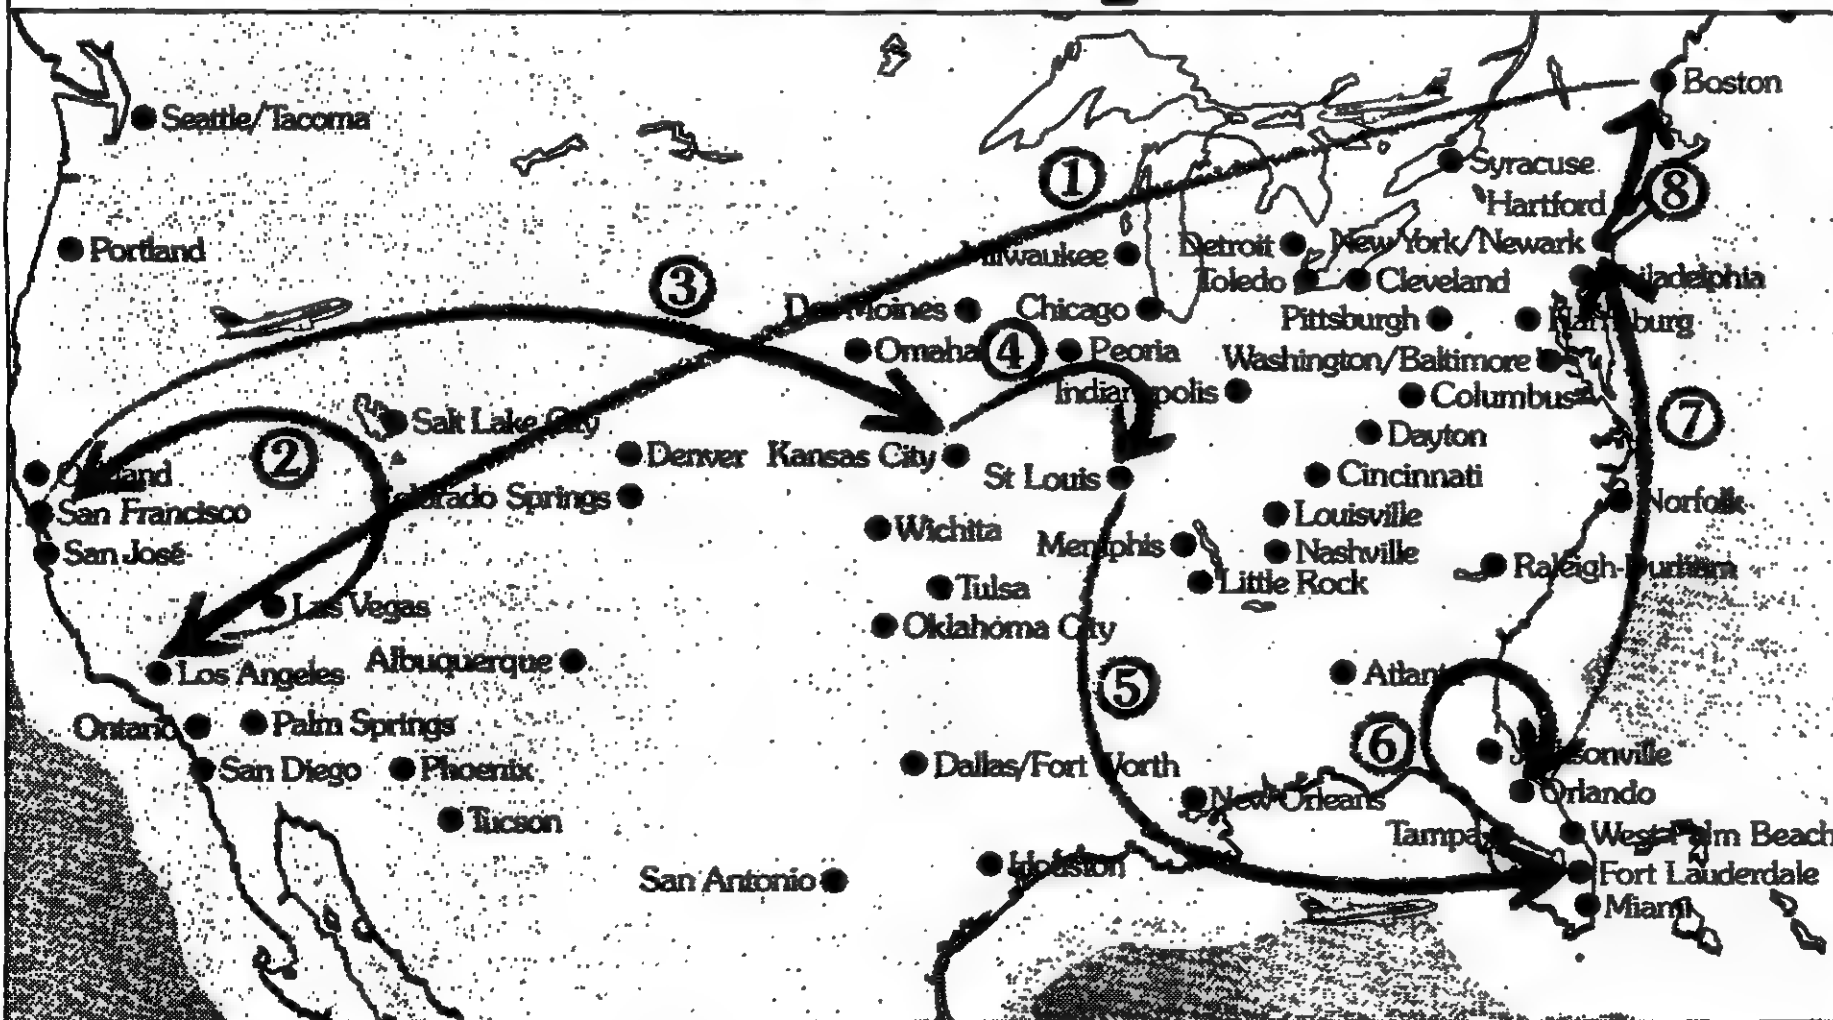 Boston
Seattle/Tacoma
Syracuse
1
8
Hartford
Portland
Milwaukee
Detroit
New York/Newark
3
Toledo
Cleveland
Philadelphia
Des Moines
Chicago
Pittsburgh
Harrisburg
Omaha
4
Peoria
Washington/Baltimore
Indianapolis
Columbus
7
Salt Lake City
Dayton
2
Denver
Kansas City
Oakland
St Louis
Cincinnati
Colorado Springs
Norfolk
San Francisco
Louisville
Wichita
San José
Memphis
Nashville
Raleigh-Durham
Tulsa
Little Rock
Las Vegas
Oklahoma City
Los Angeles
Albuquerque
Atlanta
5
Ontario
Palm Springs
6
Jacksonville
San Diego
Phoenix
Dallas/Fort Worth
Orlando
New Orleans
Tucson
Tampa
West Palm Beach
Houston
San Antonio
Fort Lauderdale
Miami